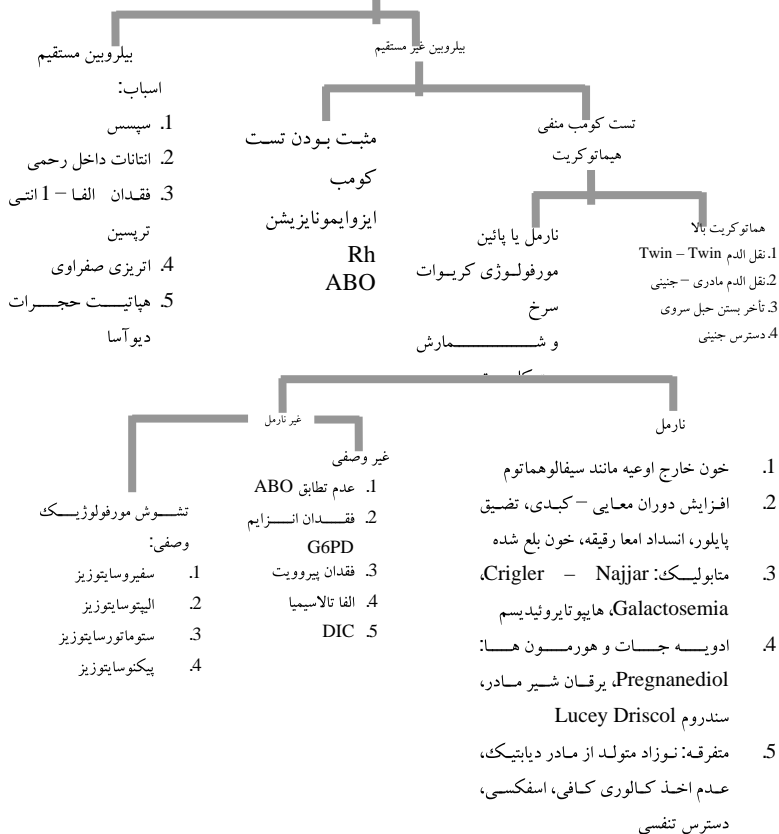 بیلروبین مستقیم
اسباب:
1. سپسس
2. انتانات داخل رحمی
3. فقدان الفا – 1 انتی
تریپسین
4. اتریزی صفراوی
5. هپاتیت حجرات
دیوآسا
بیلروبین غیر مستقیم
مثبت بودن تست
کومب
ایزوایمونایزیشن
Rh
ABO
تست کومب منفی
هیماتوکریت
نارمل یا پائین
مورفولوژی کریوات
سرخ
و شمارش
هماتوکریت بالا
1. نقل الدم Twin – Twin
2. نقل الدم مادری – جنینی
3. تأخر بستن حبل سروی
4. دسترس جنینی
غیر نارمل
تشوش مورفولوژیک
وصفی:
1. سفیروسایتوزیز
2. الیپتوسایتوزیز
3. ستوماتورسایتوزیز
4. پیکنوسایتوزیز
غیر وصفی
1. عدم تطابق ABO
2. فقدان انزایم
G6PD
3. فقدان پیروویت
4. الفا تالاسیمیا
5. DIC
نارمل
1. خون خارج اوعیه مانند سیفالوهماتوم
2. افزایش دوران معایی – کبدی، تضیق
پایلور، انسداد امعا رقیقه، خون بلع شده
3. متابولیک: Crigler – Najjar،
Galactosemia، هایپوتایروئیدیسم
4. ادویه جات و هورمون ها:
Pregnanediol، یرقان شیر مادر،
سندروم Lucey Driscol
5. متفرقه: نوزاد متولد از مادر دیابتیک،
عدم اخذ کالوری کافی، اسفکسی،
دسترس تنفسی